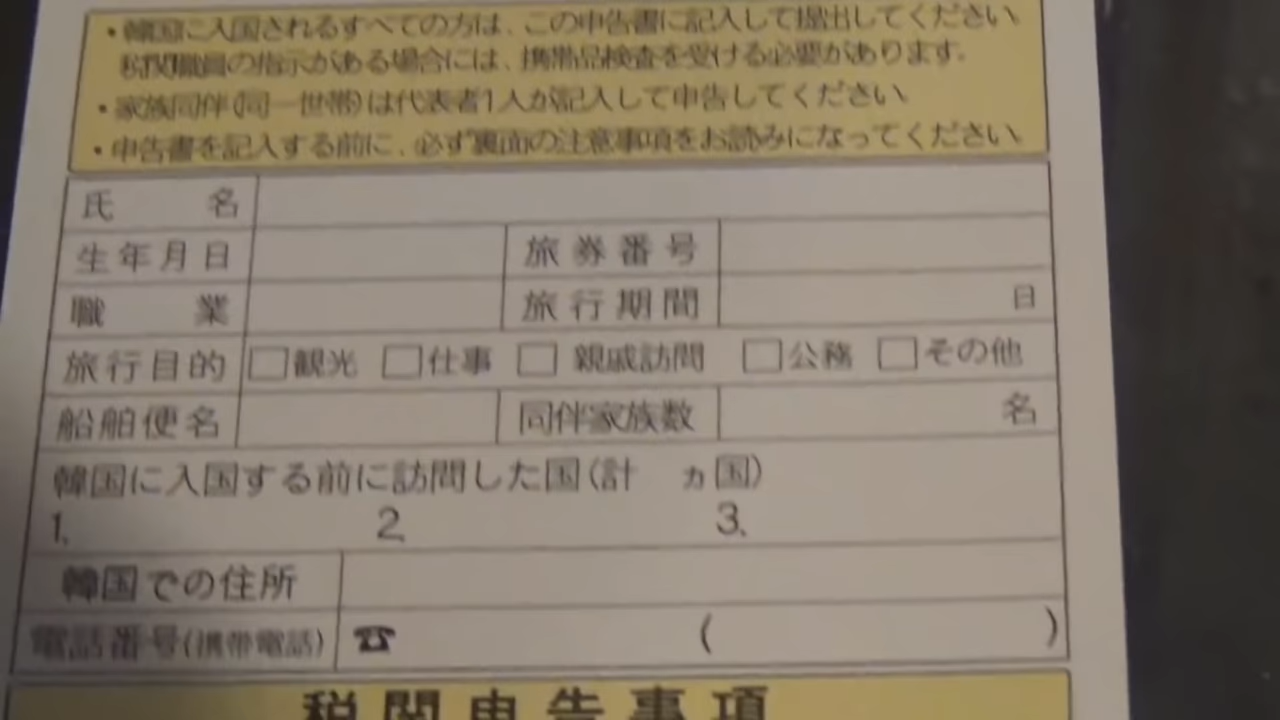 ・韓国に入国されるすべての方は、この申告書に記入して提出してください
税関職員の指示がある場合には、携帯品検査を受ける必要があります.
・家族同伴(同一世帯)は代表者1人が記入して申告してください
・申告書を記入する前に、必ず裏面の注意事項をお読みになってください
氏 名
生年月日 旅券番号
職 業 旅行期間 日
旅行目的 □観光 □仕事 □ 親戚訪問 □公務 □その他
船舶便名 同伴家族数 名
韓国に入国する前に訪問した国(計 ヵ国)
1. 2. 3.
韓国での住所
電話番号(携帯電話) ☎ ( )
税関申告事項